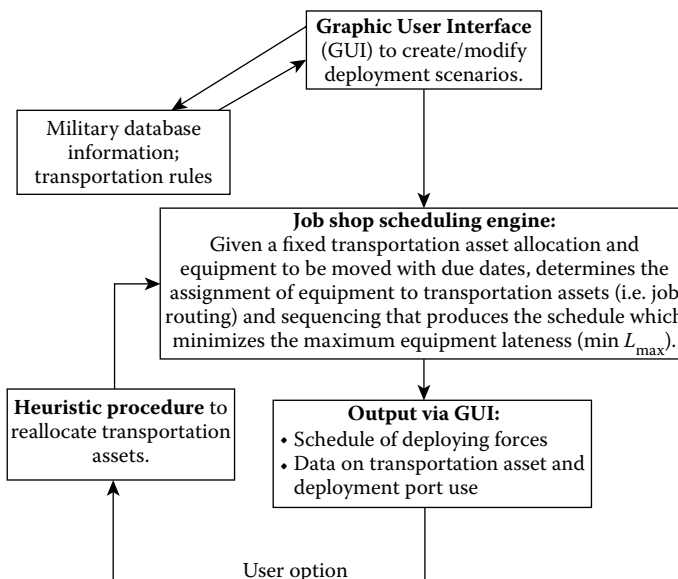 Graphic User Interface
(GUI) to create/modify
deployment scenarios.
Military database
information;
transportation rules
Job shop scheduling engine:
Given a fixed transportation asset allocation and
equipment to be moved with due dates, determines the
assignment of equipment to transportation assets (i.e. job
routing) and sequencing that produces the schedule which
minimizes the maximum equipment lateness (min Lmax).
Heuristic procedure to
reallocate transportation
assets.
Output via GUI:
• Schedule of deploying forces
• Data on transportation asset and
deployment port use
User option